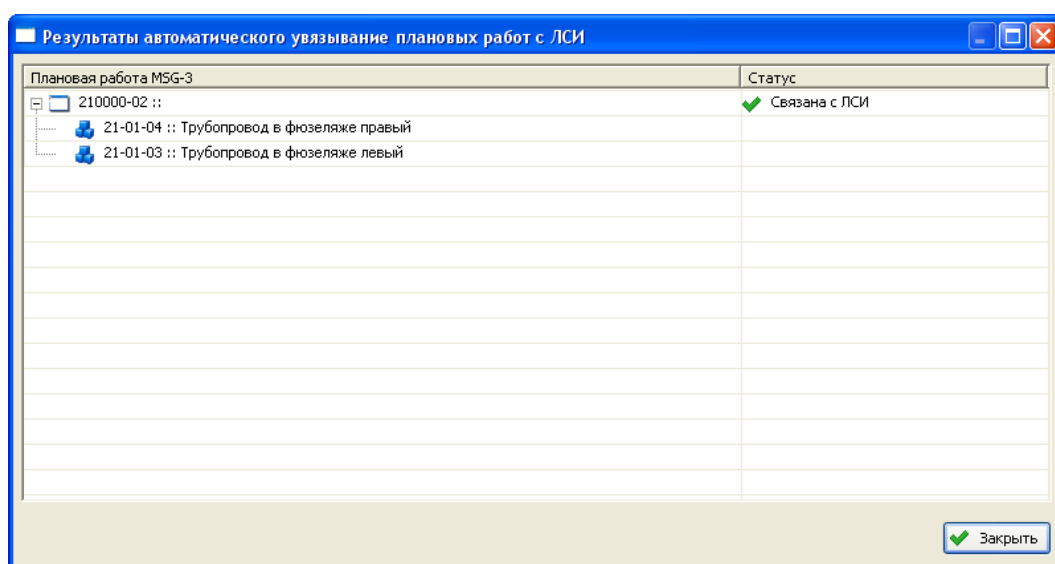 Результаты автоматического увязывание плановых работ с ЛСИ
Плановая работа MSG-3 Статус
210000-02 :: Связана с ЛСИ
21-01-04 :: Трубопровод в фюзеляже правый
21-01-03 :: Трубопровод в фюзеляже левый
Закрыть